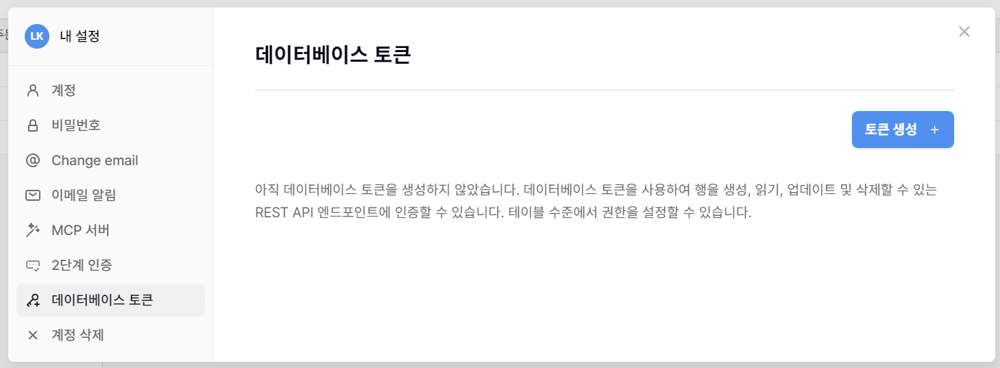 LK 내 설정
계정
비밀번호
Change email
이메일 알림
MCP 서버
2단계 인증
데이터베이스 토큰
계정 삭제
데이터베이스 토큰
토큰 생성 +
아직 데이터베이스 토큰을 생성하지 않았습니다. 데이터베이스 토큰을 사용하여 행을 생성, 읽기, 업데이트 및 삭제할 수 있는
REST API 엔드포인트에 인증할 수 있습니다. 테이블 수준에서 권한을 설정할 수 있습니다.